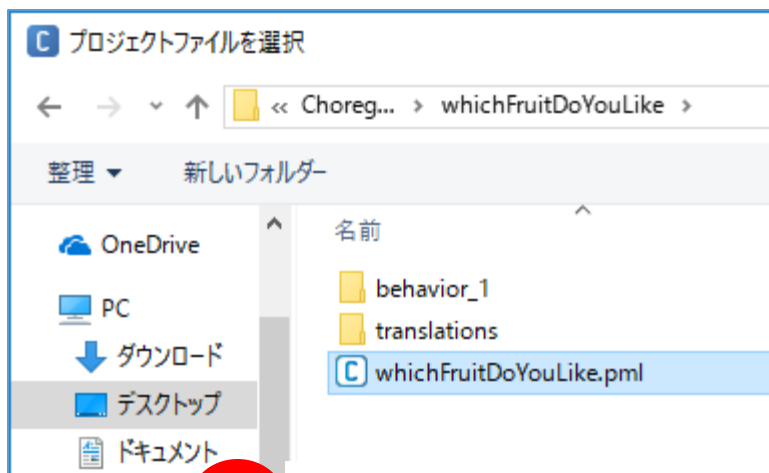 プロジェクトファイルを選択
« Choreg... › whichFruitDoYouLike ›
整理 新しいフォルダー
名前
OneDrive
behavior_1
PC
translations
ダウンロード
whichFruitDoYouLike.pml
デスクトップ
ドキュメント